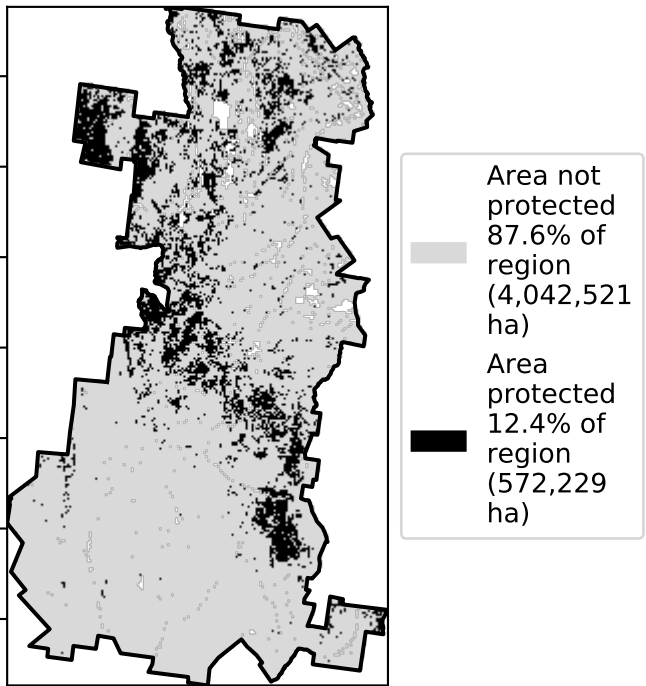 Area not
protected
87.6% of
region
(4,042,521
ha)
Area
protected
12.4% of
region
(572,229
ha)